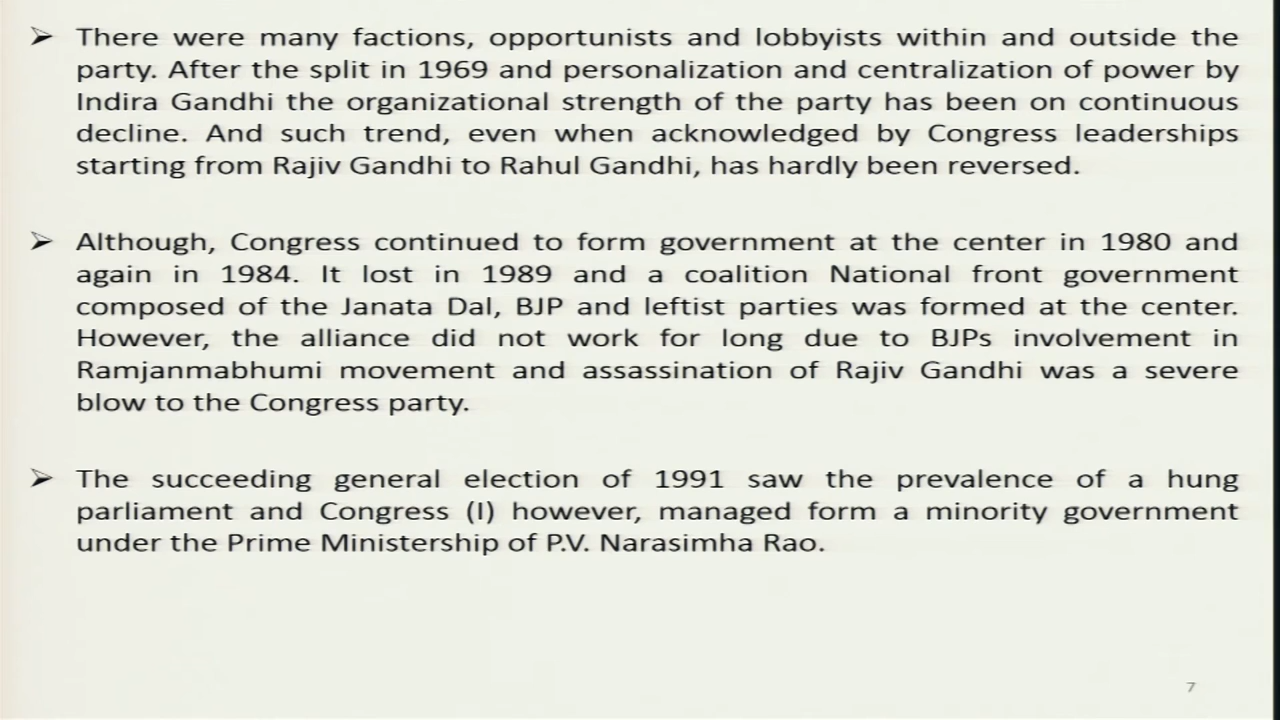 ➢ There were many factions, opportunists and lobbyists within and outside the
party. After the split in 1969 and personalization and centralization of power by
Indira Gandhi the organizational strength of the party has been on continuous
decline. And such trend, even when acknowledged by Congress leaderships
starting from Rajiv Gandhi to Rahul Gandhi, has hardly been reversed.
➢ Although, Congress continued to form government at the center in 1980 and
again in 1984. It lost in 1989 and a coalition National front government
composed of the Janata Dal, BJP and leftist parties was formed at the center.
However, the alliance did not work for long due to BJPs involvement in
Ramjanmabhumi movement and assassination of Rajiv Gandhi was a severe
blow to the Congress party.
➢ The succeeding general election of 1991 saw the prevalence of a hung
parliament and Congress (I) however, managed form a minority government
under the Prime Ministership of P.V. Narasimha Rao.
7